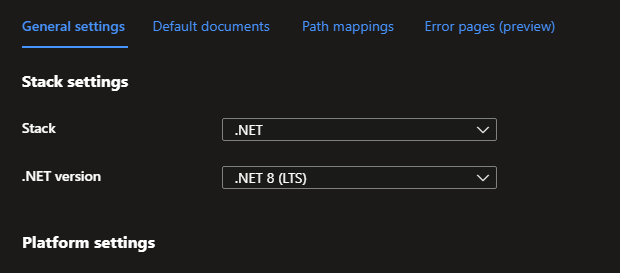 General settings Default documents Path mappings Error pages (preview)
Stack settings
Stack .NET
.NET version .NET 8 (LTS)
Platform settings